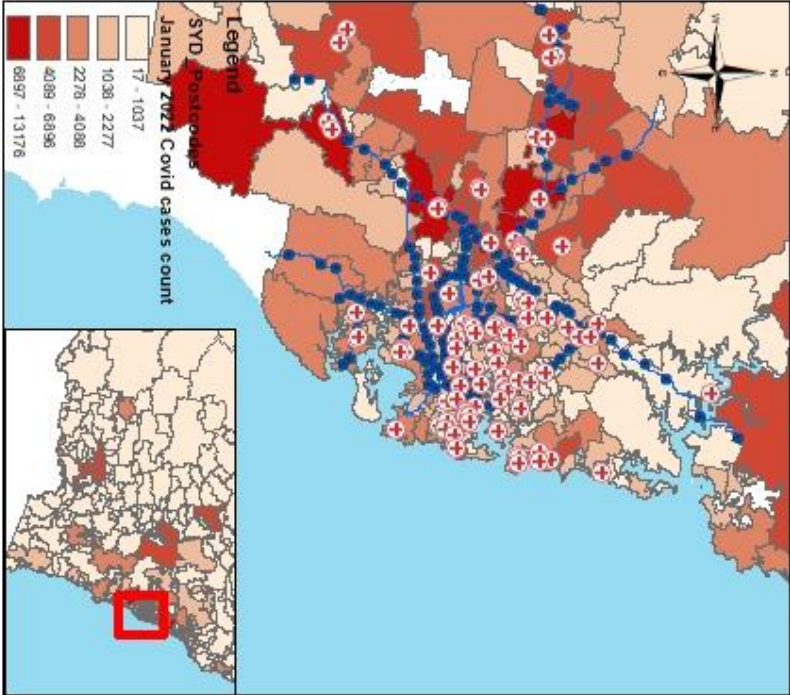 N
W
E
S
Legend
SYD_Postcodes
January 2022 Covid cases count
17 - 1037
1038 - 2277
2278 - 4088
4089 - 6896
6897 - 13176